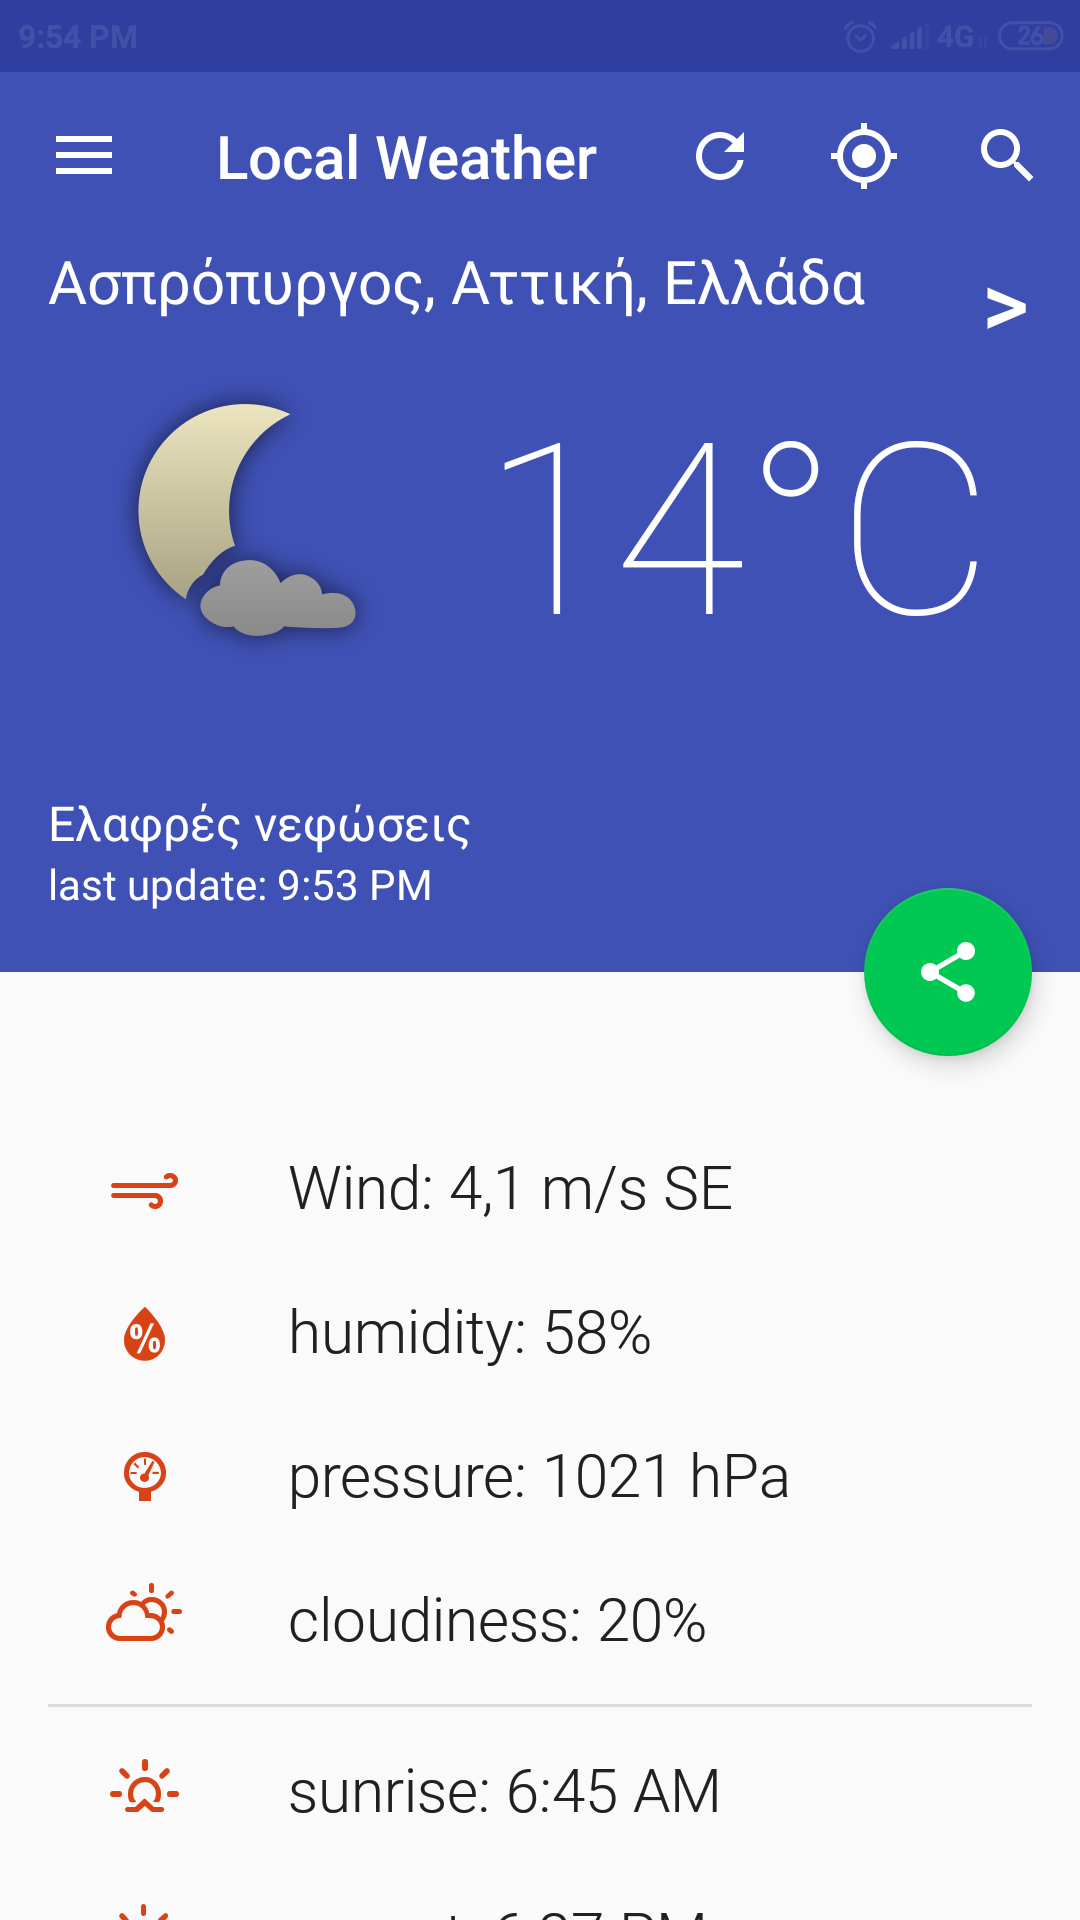 9:54 PM 4G 26
Local Weather
Ασπρόπυργος, Αττική, Ελλάδα >
14°C
Ελαφρές νεφώσεις
last update: 9:53 PM
Wind: 4,1 m/s SE
humidity: 58%
%
pressure: 1021 hPa
cloudiness: 20%
sunrise: 6:45 AM